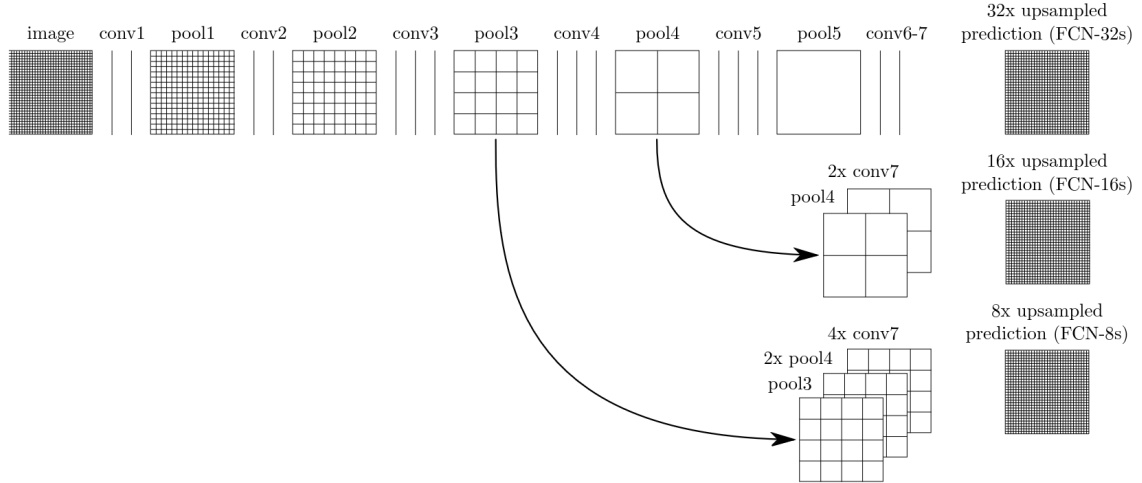 image conv1 pool1 conv2 pool2 conv3 pool3 conv4 pool4 conv5 pool5 conv6-7
32x upsampled
prediction (FCN-32s)
2x conv7
pool4
16x upsampled
prediction (FCN-16s)
4x conv7
2x pool4
pool3
8x upsampled
prediction (FCN-8s)